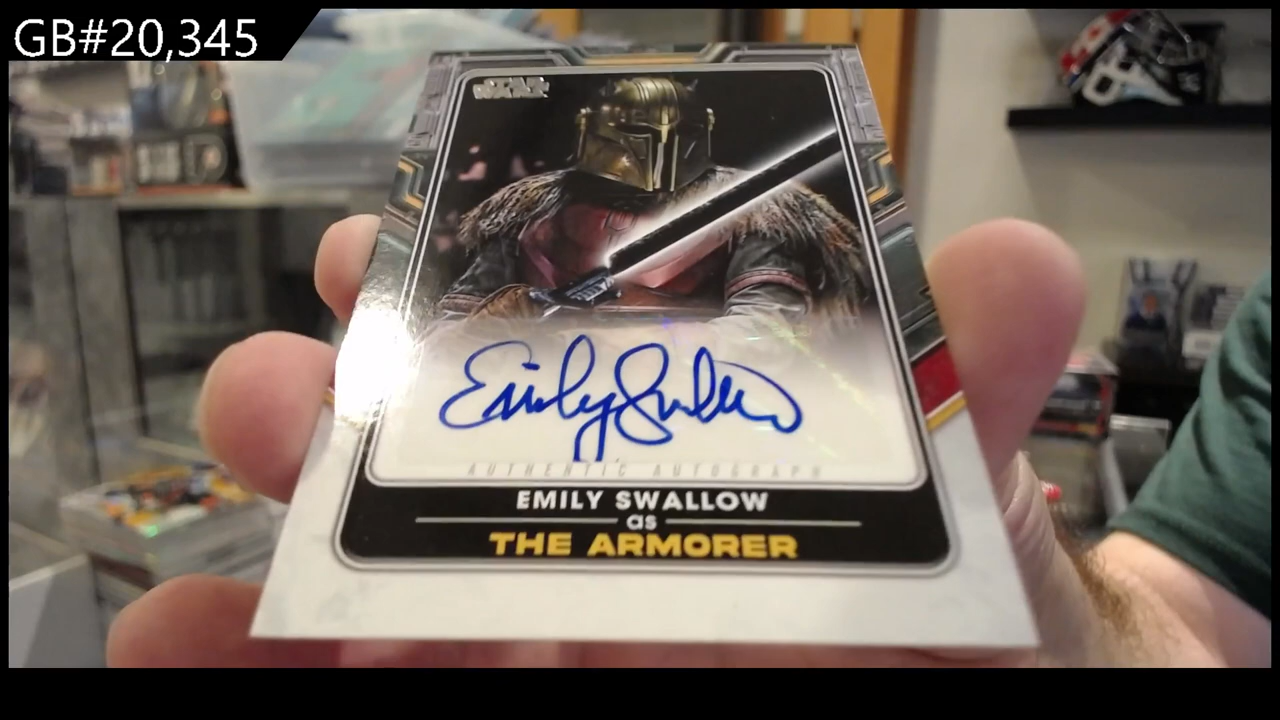 GB#20,345
STAR WARS
Emily Swallow
AUTHENTIC AUTOGRAPH
EMILY SWALLOW
as
THE ARMORER